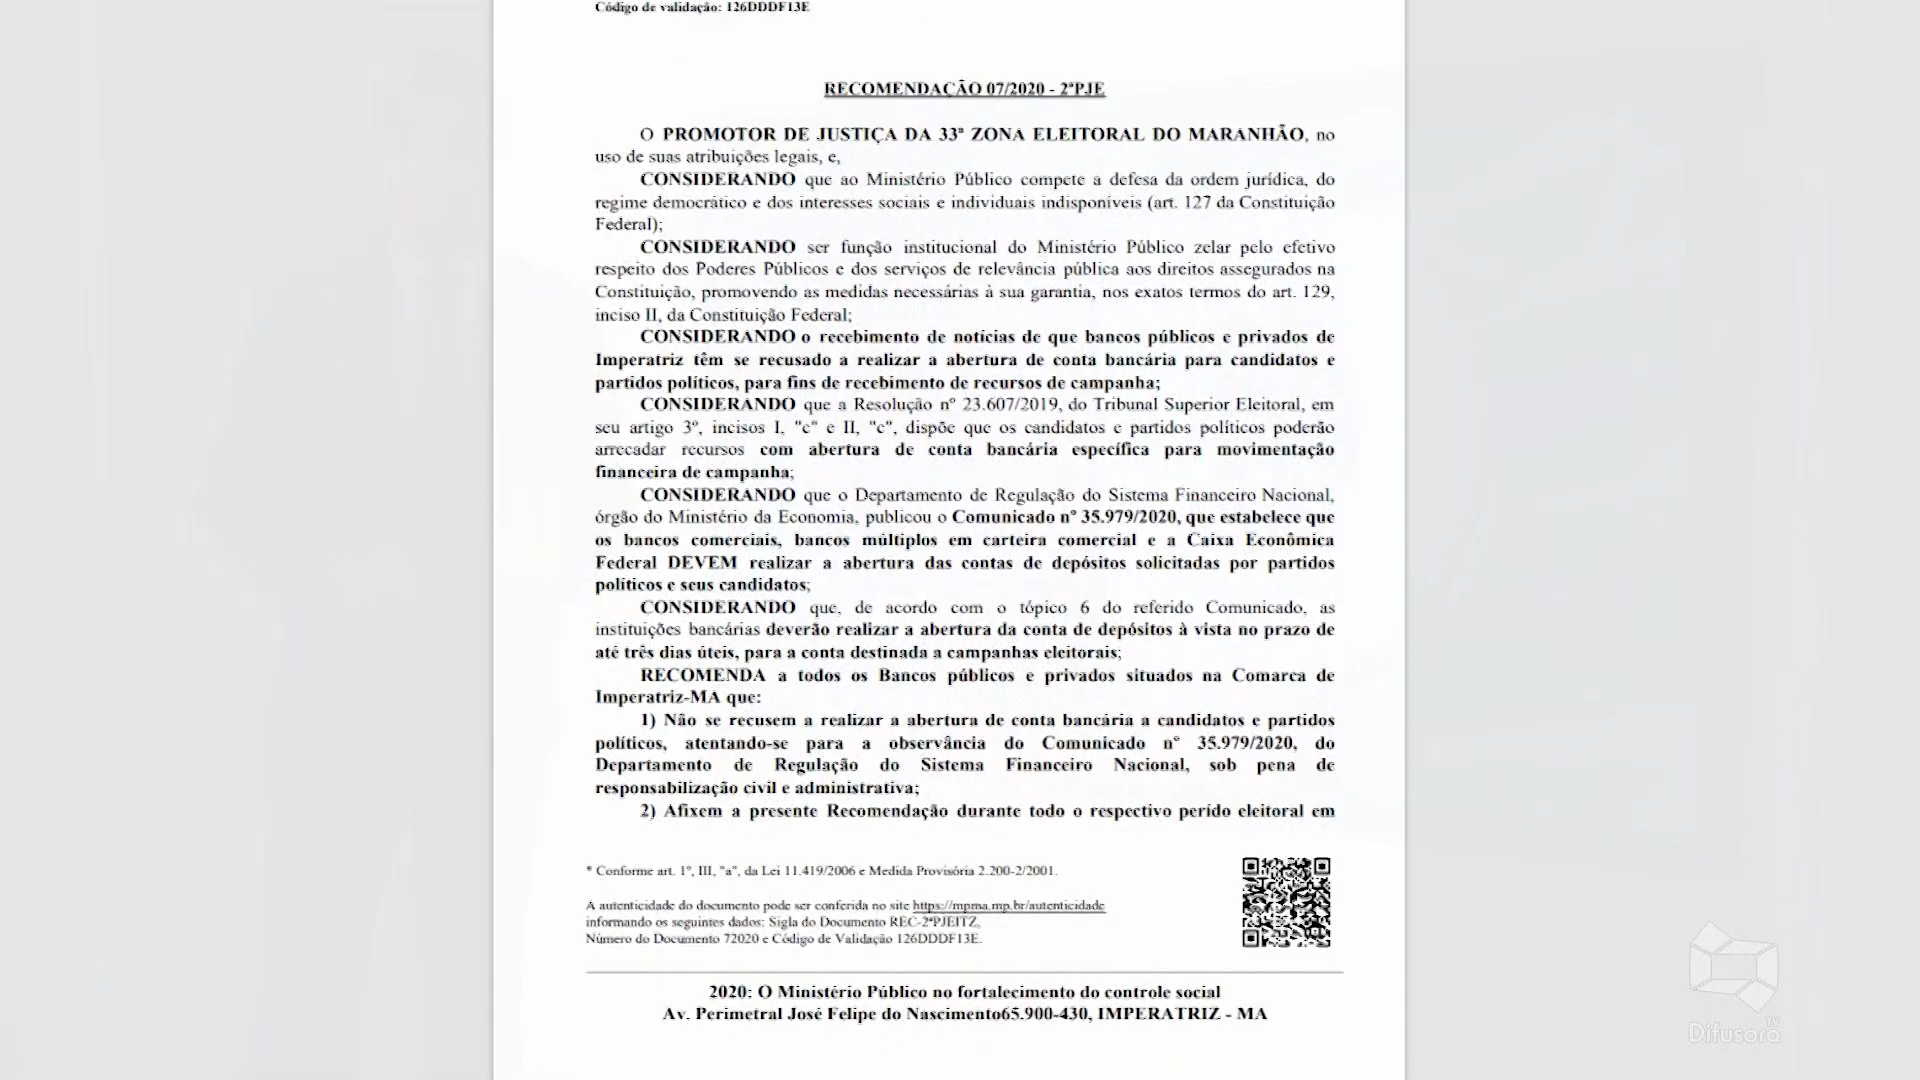 Código de validação: 126DDDF13E
RECOMENDAÇÃO 07/2020 - 2ªPJE
O PROMOTOR DE JUSTIÇA DA 33ª ZONA ELEITORAL DO MARANHÃO, no
uso de suas atribuições legais, e,
CONSIDERANDO que ao Ministério Público compete a defesa da ordem jurídica, do
regime democrático e dos interesses sociais e individuais indisponíveis (art. 127 da Constituição
Federal);
CONSIDERANDO ser função institucional do Ministério Público zelar pelo efetivo
respeito dos Poderes Públicos e dos serviços de relevância pública aos direitos assegurados na
Constituição, promovendo as medidas necessárias à sua garantia, nos exatos termos do art. 129,
inciso II, da Constituição Federal;
CONSIDERANDO o recebimento de notícias de que bancos públicos e privados de
Imperatriz têm se recusado a realizar a abertura de conta bancária para candidatos e
partidos políticos, para fins de recebimento de recursos de campanha;
CONSIDERANDO que a Resolução nº 23.607/2019, do Tribunal Superior Eleitoral, em
seu artigo 3º, incisos I, "c" e II, "c", dispõe que os candidatos e partidos políticos poderão
arrecadar recursos com abertura de conta bancária específica para movimentação
financeira de campanha;
CONSIDERANDO que o Departamento de Regulação do Sistema Financeiro Nacional,
órgão do Ministério da Economia, publicou o Comunicado nº 35.979/2020, que estabelece que
os bancos comerciais, bancos múltiplos em carteira comercial e a Caixa Econômica
Federal DEVEM realizar a abertura das contas de depósitos solicitadas por partidos
políticos e seus candidatos;
CONSIDERANDO que, de acordo com o tópico 6 do referido Comunicado, as
instituições bancárias deverão realizar a abertura da conta de depósitos à vista no prazo de
até três dias úteis, para a conta destinada a campanhas eleitorais;
RECOMENDA a todos os Bancos públicos e privados situados na Comarca de
Imperatriz-MA que:
1) Não se recusem a realizar a abertura de conta bancária a candidatos e partidos
políticos, atentando-se para a observância do Comunicado nº 35.979/2020, do
Departamento de Regulação do Sistema Financeiro Nacional, sob pena de
responsabilização civil e administrativa;
2) Afixem a presente Recomendação durante todo o respectivo perído eleitoral em
* Conforme art. 1º, III, "a", da Lei 11.419/2006 e Medida Provisória 2.200-2/2001.
A autenticidade do documento pode ser conferida no site https://mpma.mp.br/autenticidade
informando os seguintes dados: Sigla do Documento REC-2ªPJEITZ,
Número do Documento 72020 e Código de Validação 126DDDF13E.
2020: O Ministério Público no fortalecimento do controle social
Av. Perimetral José Felipe do Nascimento65.900-430, IMPERATRIZ - MA
TV
Difusora